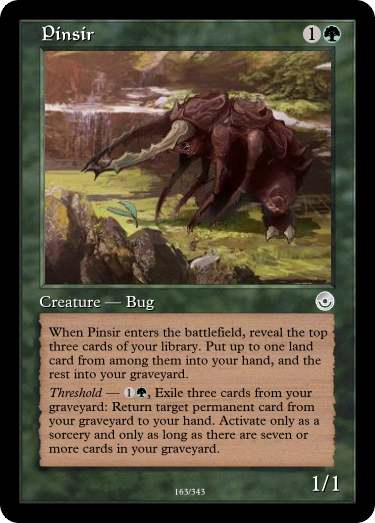 Pinsir 1
Creature — Bug
When Pinsir enters the battlefield, reveal the top
three cards of your library. Put up to one land
card from among them into your hand, and the
rest into your graveyard.
Threshold — 1, Exile three cards from your
graveyard: Return target permanent card from
your graveyard to your hand. Activate only as a
sorcery and only as long as there are seven or
more cards in your graveyard.
1/1
163/343